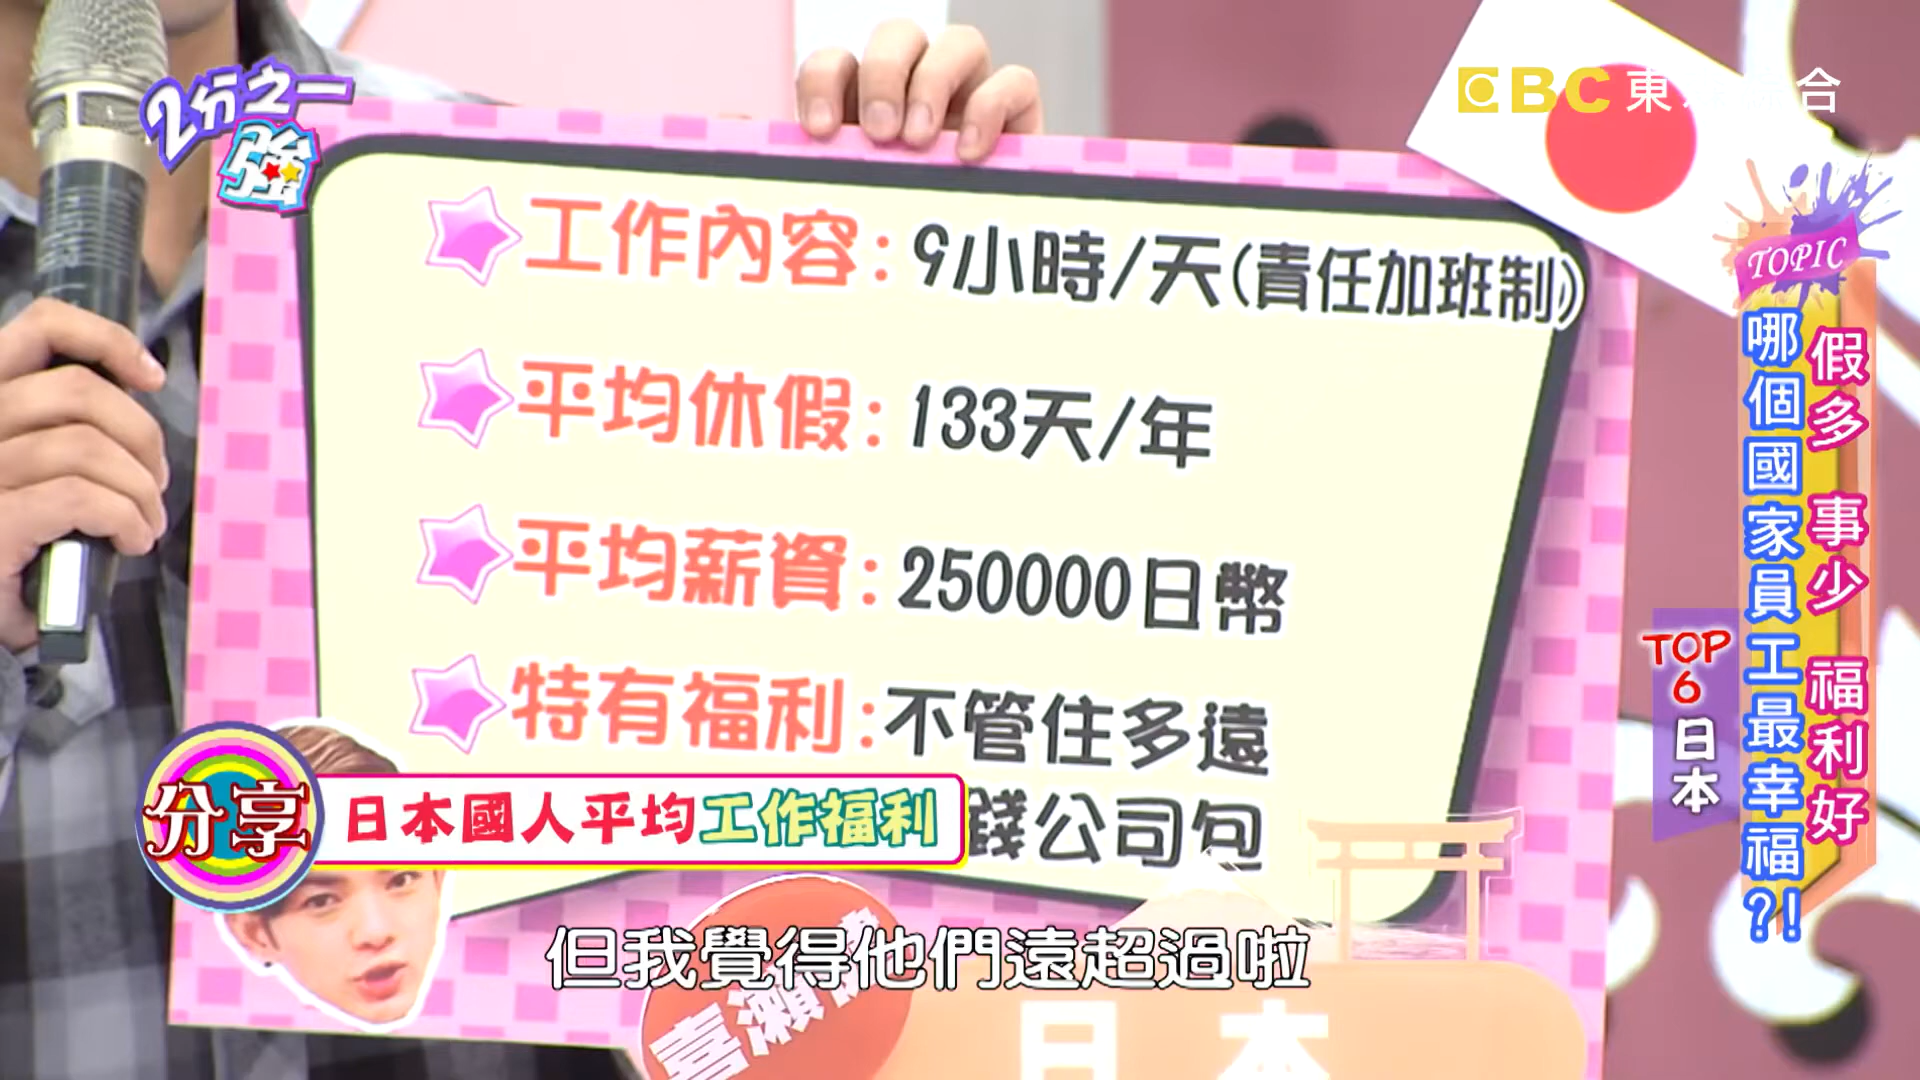 2分之一
強
EBC東
工作內容：9小時/天(責任加班制)
平均休假：133天/年
平均薪資：250000日幣
特有福利：不管住多遠
錢公司包
TOPIC
假多 事少 福利好
哪個國家員工最幸福?!
TOP
6
日本
分享 日本國人平均工作福利
但我覺得他們遠超過啦
喜瀨
日本